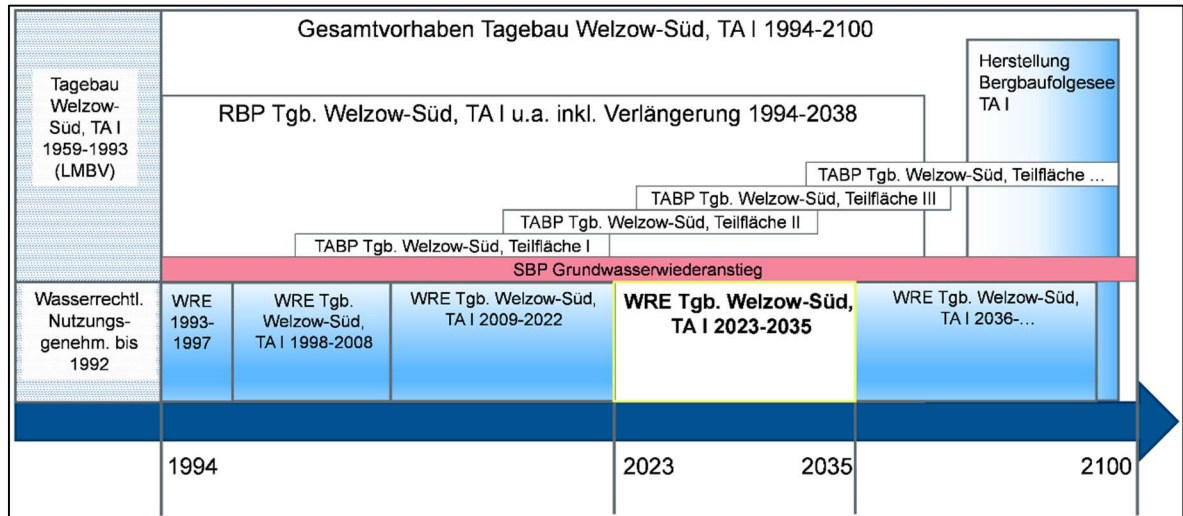 Gesamtvorhaben Tagebau Welzow-Süd, TA I 1994-2100
Tagebau
Welzow-
Süd, TA I
1959-1993
(LMBV)
Herstellung
Bergbaufolgesee
TA I
RBP Tgb. Welzow-Süd, TA I u.a. inkl. Verlängerung 1994-2038
TABP Tgb. Welzow-Süd, Teilfläche ...
TABP Tgb. Welzow-Süd, Teilfläche III
TABP Tgb. Welzow-Süd, Teilfläche II
TABP Tgb. Welzow-Süd, Teilfläche I
SBP Grundwasserwiederanstieg
Wasserrechtl.
Nutzungs-
genehm. bis
1992
WRE
1993-
1997
WRE Tgb.
Welzow-Süd,
TA I 1998-2008
WRE Tgb. Welzow-Süd,
TA I 2009-2022
WRE Tgb. Welzow-Süd,
TA I 2023-2035
WRE Tgb. Welzow-Süd,
TA I 2036-...
1994
2023
2035
2100